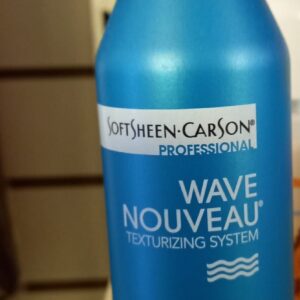 SOFTSHEEN·CARSON®
PROFESSIONAL
WAVE
NOUVEAU®
TEXTURIZING SYSTEM